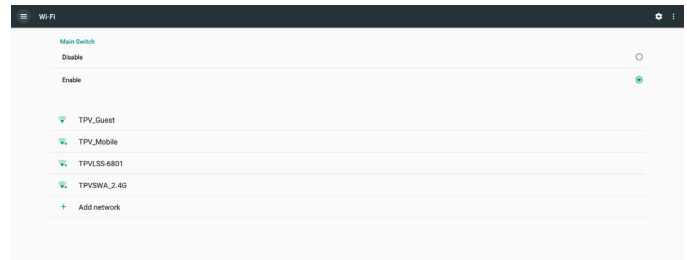 Wi-Fi
Main Switch
Disable
Enable
TPV_Guest
TPV_Mobile
TPVLSS-6801
TPVSWA_2.4G
Add network